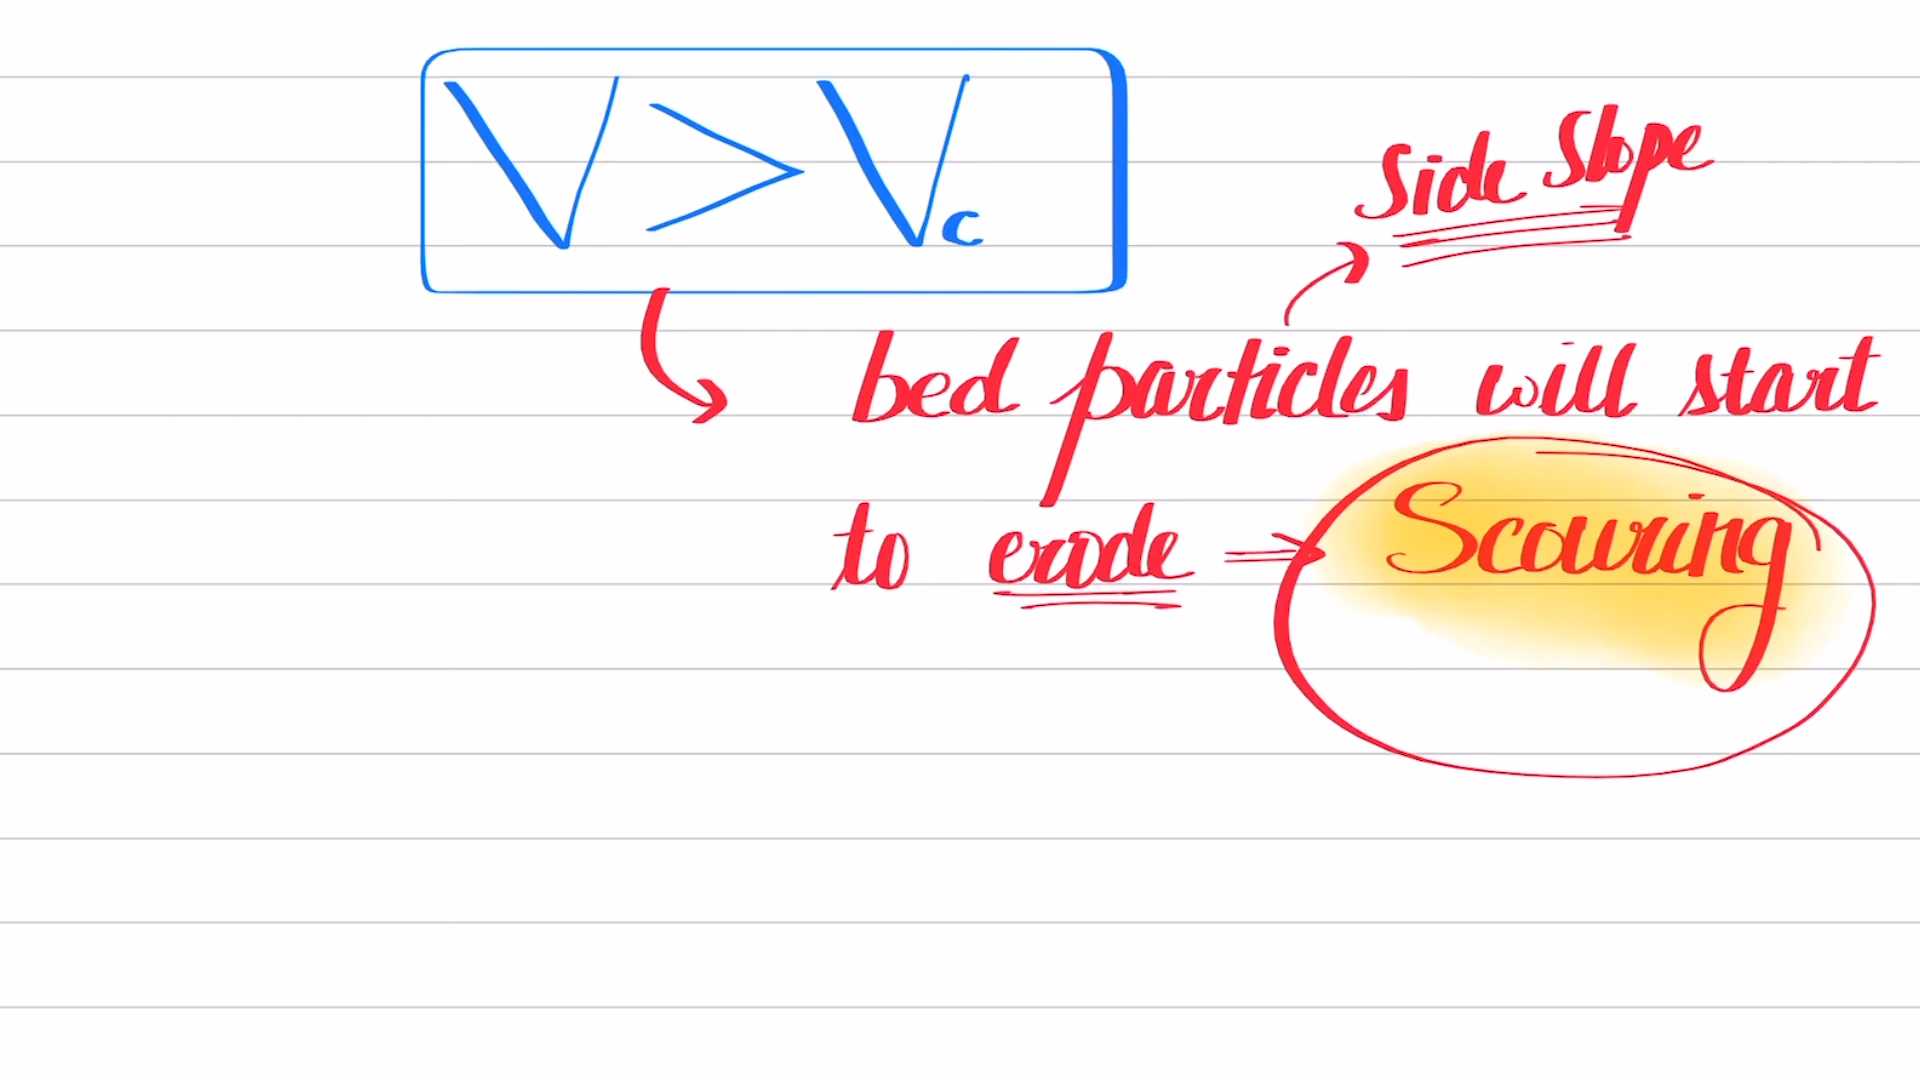 V > Vc
Side Slope
bed particles will start
to erode ⇒ Scouring